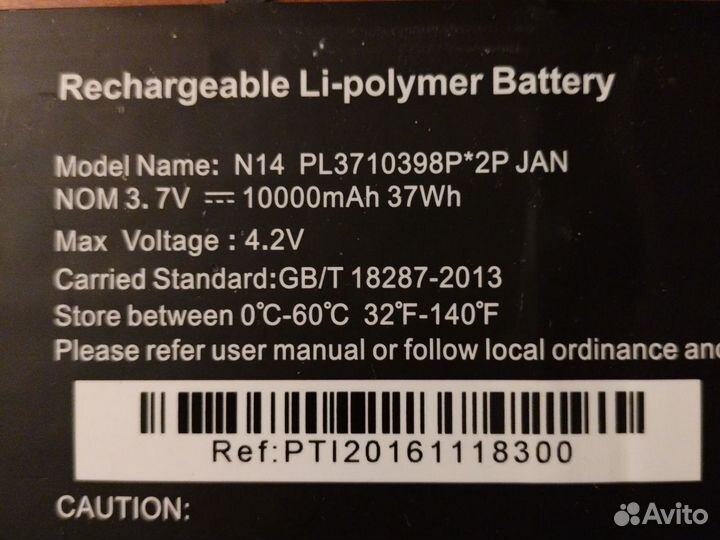 Rechargeable Li-polymer Battery
Model Name: N14 PL3710398P*2P JAN
NOM 3. 7V ⎓ 10000mAh 37Wh
Max Voltage : 4.2V
Carried Standard:GB/T 18287-2013
Store between 0℃-60℃ 32℉-140℉
Please refer user manual or follow local ordinance and
Ref:PTI20161118300
CAUTION:
Avito